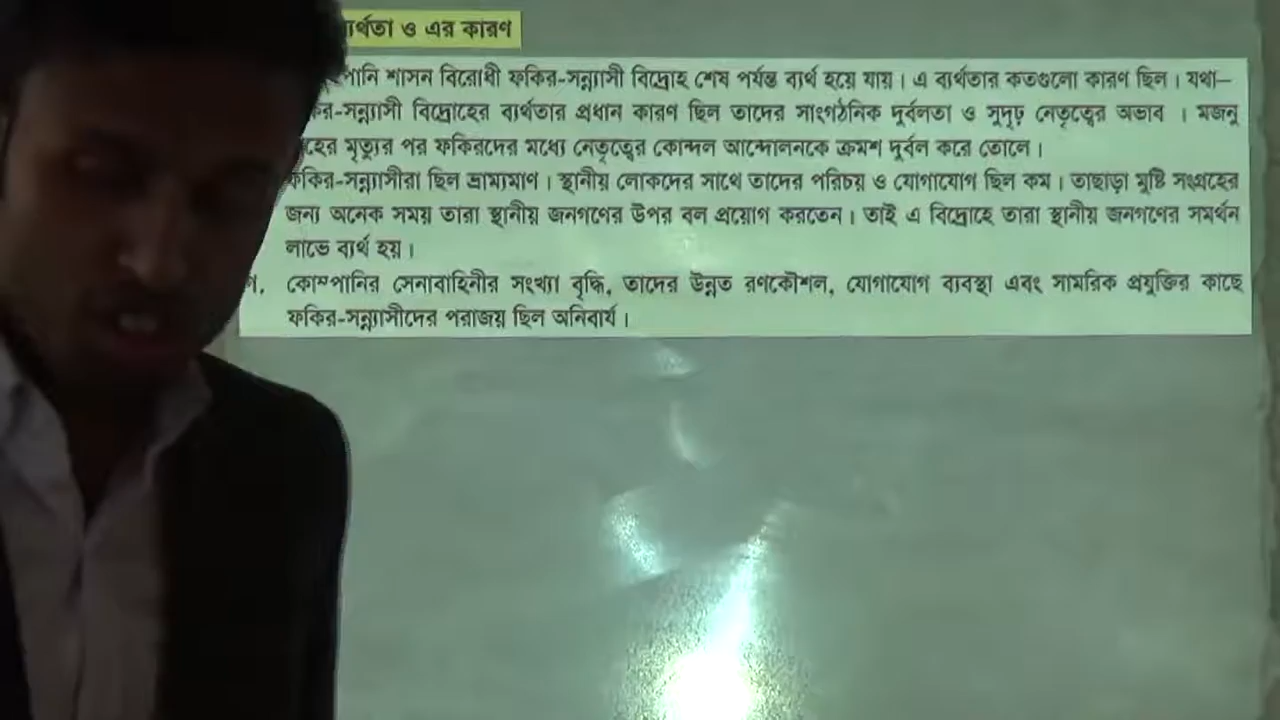 ব্যর্থতা ও এর কারণ
কোম্পানি শাসন বিরোধী ফকির-সন্ন্যাসী বিদ্রোহ শেষ পর্যন্ত ব্যর্থ হয়ে যায়। এ ব্যর্থতার কতগুলো কারণ ছিল। যথা–
ফকির-সন্ন্যাসী বিদ্রোহের ব্যর্থতার প্রধান কারণ ছিল তাদের সাংগঠনিক দুর্বলতা ও সুদৃঢ় নেতৃত্বের অভাব । মজনু
শাহের মৃত্যুর পর ফকিরদের মধ্যে নেতৃত্বের কোন্দল আন্দোলনকে ক্রমশ দুর্বল করে তোলে।
ফকির-সন্ন্যাসীরা ছিল ভ্রাম্যমাণ। স্থানীয় লোকদের সাথে তাদের পরিচয় ও যোগাযোগ ছিল কম। তাছাড়া মুষ্টি সংগ্রহের
জন্য অনেক সময় তারা স্থানীয় জনগণের উপর বল প্রয়োগ করতেন। তাই এ বিদ্রোহে তারা স্থানীয় জনগণের সমর্থন
লাভে ব্যর্থ হয়।
গ. কোম্পানির সেনাবাহিনীর সংখ্যা বৃদ্ধি, তাদের উন্নত রণকৌশল, যোগাযোগ ব্যবস্থা এবং সামরিক প্রযুক্তির কাছে
ফকির-সন্ন্যাসীদের পরাজয় ছিল অনিবার্য।